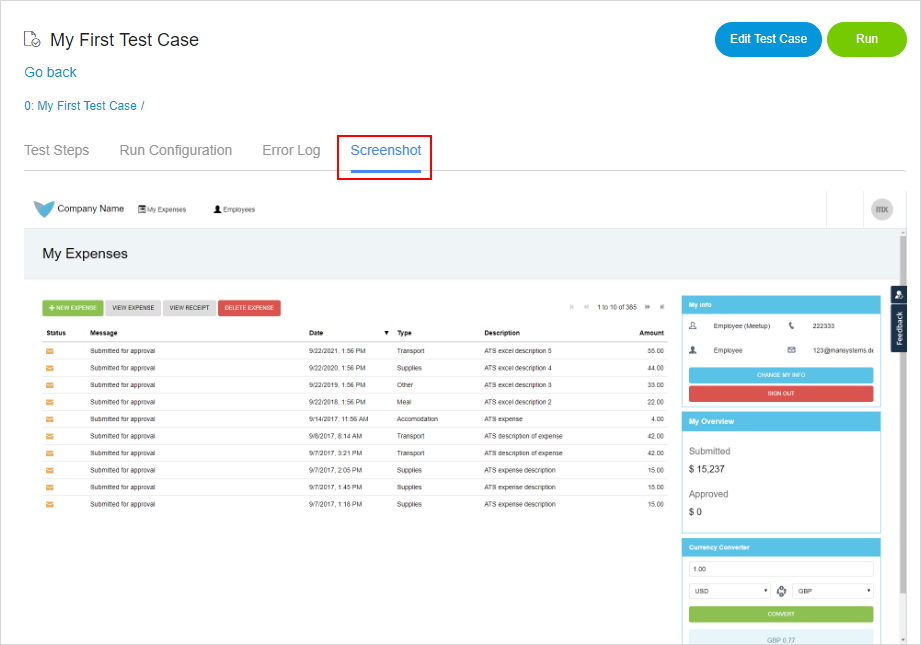 My First Test Case
Edit Test Case
Run
Go back
0: My First Test Case /
Test Steps Run Configuration Error Log Screenshot
Company Name My Expenses Employees
mx
My Expenses
+ NEW EXPENSE VIEW EXPENSE VIEW RECEIPT DELETE EXPENSE 1 to 10 of 385
Status Message Date Type Description Amount
Submitted for approval 9/22/2021, 1:56 PM Transport ATS excel description 5 55.00
Submitted for approval 9/22/2020, 1:56 PM Supplies ATS excel description 4 44.00
Submitted for approval 9/22/2019, 1:56 PM Other ATS excel description 3 33.00
Submitted for approval 9/22/2018, 1:56 PM Meal ATS excel description 2 22.00
Submitted for approval 9/14/2017, 11:56 AM Accomodation ATS expense 4.00
Submitted for approval 9/8/2017, 8:14 AM Transport ATS description of expense 42.00
Submitted for approval 9/7/2017, 3:21 PM Transport ATS description of expense 42.00
Submitted for approval 9/7/2017, 2:05 PM Supplies ATS expense description 15.00
Submitted for approval 9/7/2017, 1:45 PM Supplies ATS expense description 15.00
Submitted for approval 9/7/2017, 1:16 PM Supplies ATS expense description 15.00
My info
Employee (Meetup) 222333
Employee 123@mansystems.de
CHANGE MY INFO
SIGN OUT
My Overview
Submitted
$ 15,237
Approved
$ 0
Currency Converter
1.00
USD GBP
CONVERT
GBP 0.77
Feedback